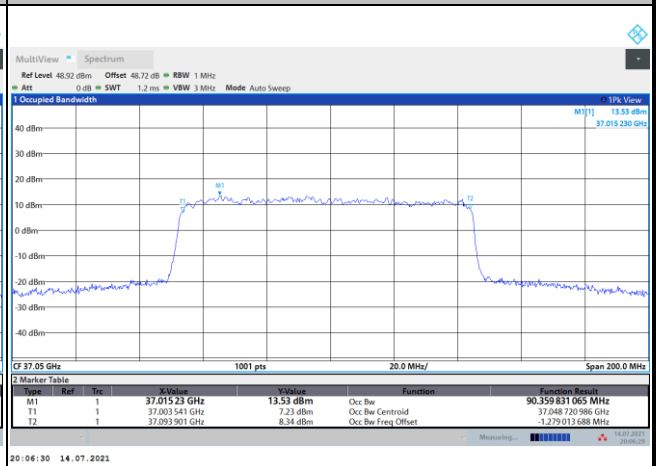 MultiView Spectrum
Ref Level 48.92 dBm Offset 48.72 dB RBW 1 MHz
Att 0 dB SWT 1.2 ms VBW 3 MHz Mode Auto Sweep
1 Occupied Bandwidth 1Pk View
M1[1] 13.53 dBm
37.015 230 GHz
40 dBm
30 dBm
20 dBm
M1
T1 T2
10 dBm
0 dBm
-10 dBm
-20 dBm
-30 dBm
-40 dBm
CF 37.05 GHz 1001 pts 20.0 MHz/ Span 200.0 MHz
2 Marker Table
Type Ref Trc X-Value Y-Value Function Function Result
M1 1 37.015 23 GHz 13.53 dBm Occ Bw 90.359 831 065 MHz
T1 1 37.003 541 GHz 7.23 dBm Occ Bw Centroid 37.048 720 986 GHz
T2 1 37.093 901 GHz 8.34 dBm Occ Bw Freq Offset -1.279 013 688 MHz
Measuring... 14.07.2021
20:06:29
20:06:30 14.07.2021